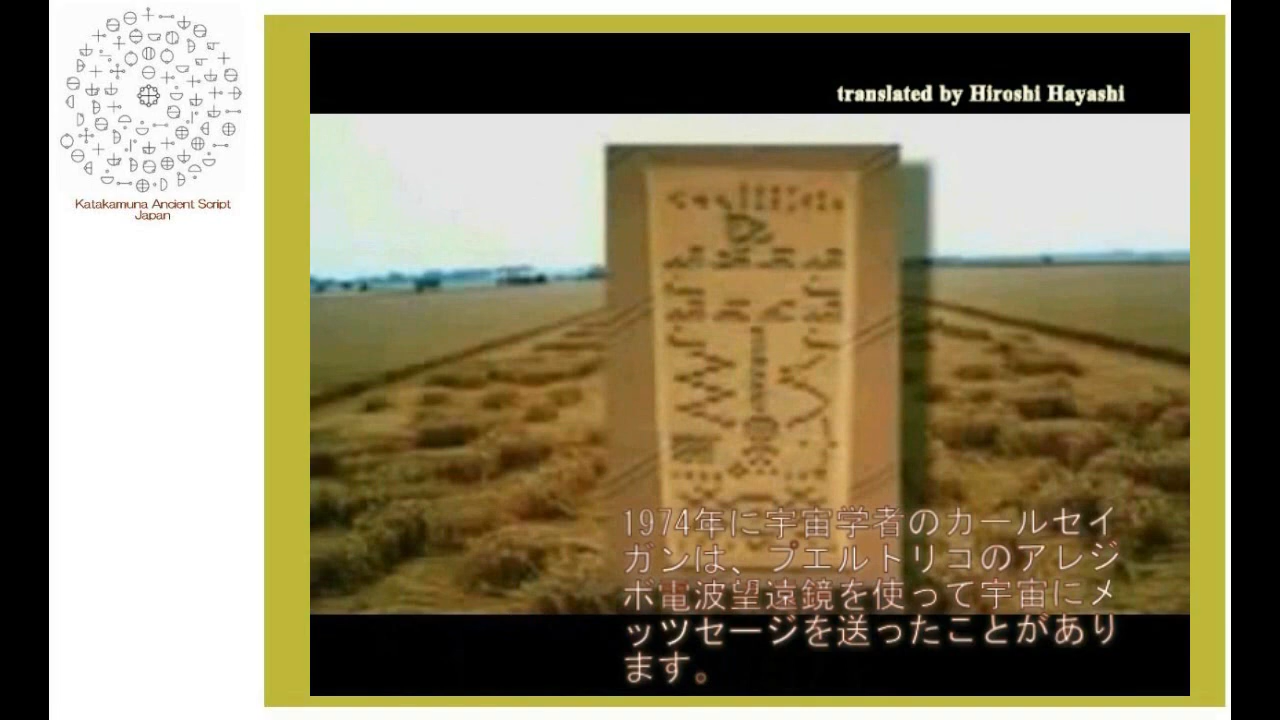 Katakamuna Ancient Script
Japan
translated by Hiroshi Hayashi
1974年に宇宙学者のカールセイ
ガンは、プエルトリコのアレジ
ボ電波望遠鏡を使って宇宙にメ
ッツセージを送ったことがあり
ます。